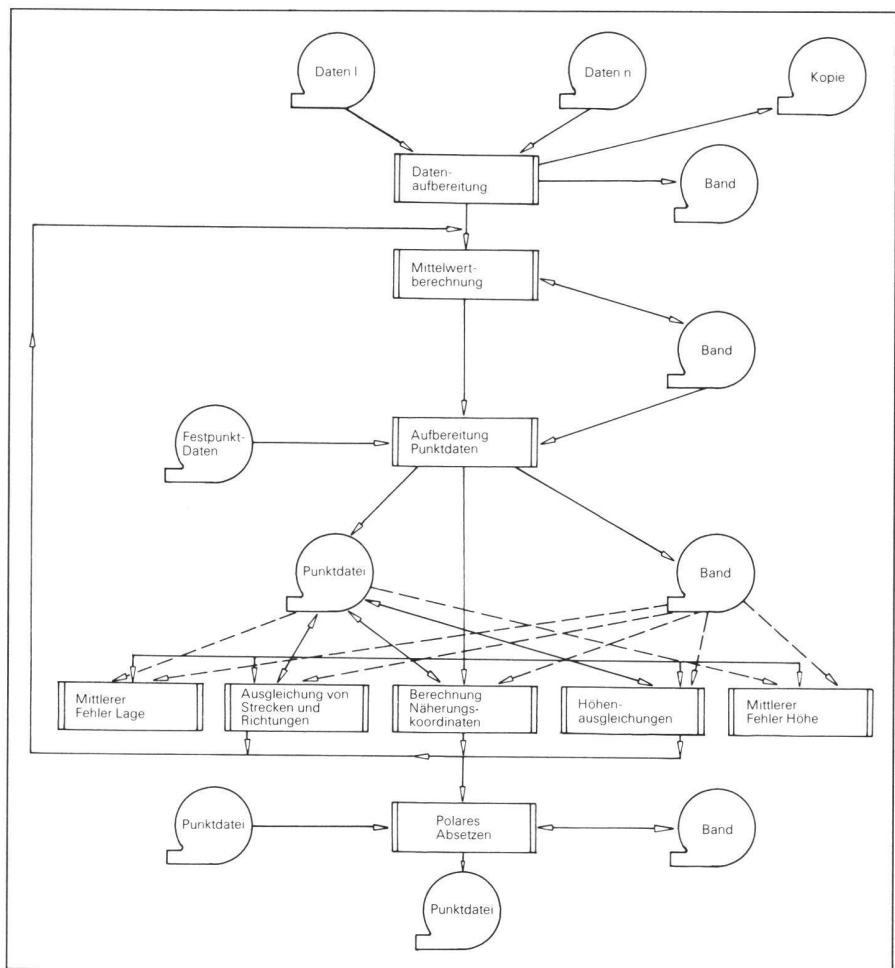 Daten l
Daten n
Kopie
Daten-
aufbereitung
Band
Mittelwert-
berechnung
Band
Festpunkt-
Daten
Aufbereitung
Punktdaten
Punktdatei
Band
Mittlerer
Fehler Lage
Ausgleichung von
Strecken und
Richtungen
Berechnung
Näherungs-
koordinaten
Höhen-
ausgleichungen
Mittlerer
Fehler Höhe
Punktdatei
Polares
Absetzen
Band
Punktdatei